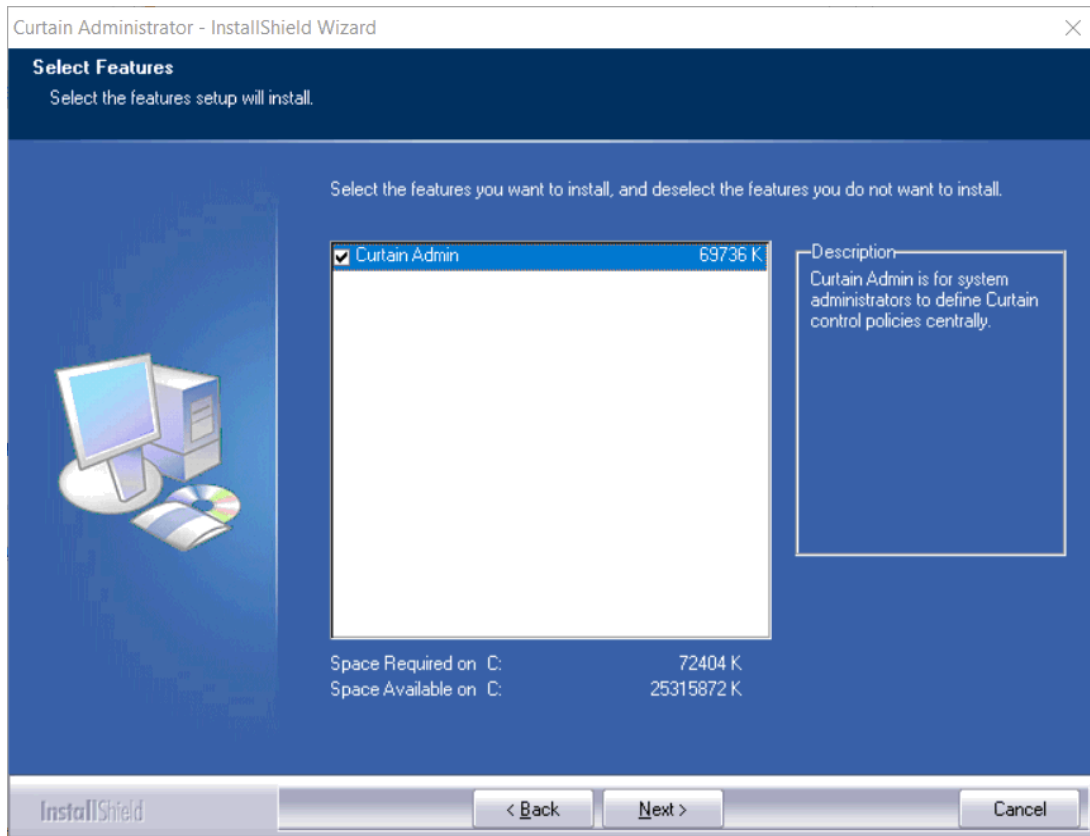 Curtain Administrator - InstallShield Wizard
Select Features
Select the features setup will install.
Select the features you want to install, and deselect the features you do not want to install.
Curtain Admin 69736 K
Description
Curtain Admin is for system
administrators to define Curtain
control policies centrally.
Space Required on C: 72404 K
Space Available on C: 25315872 K
InstallShield
< Back
Next >
Cancel